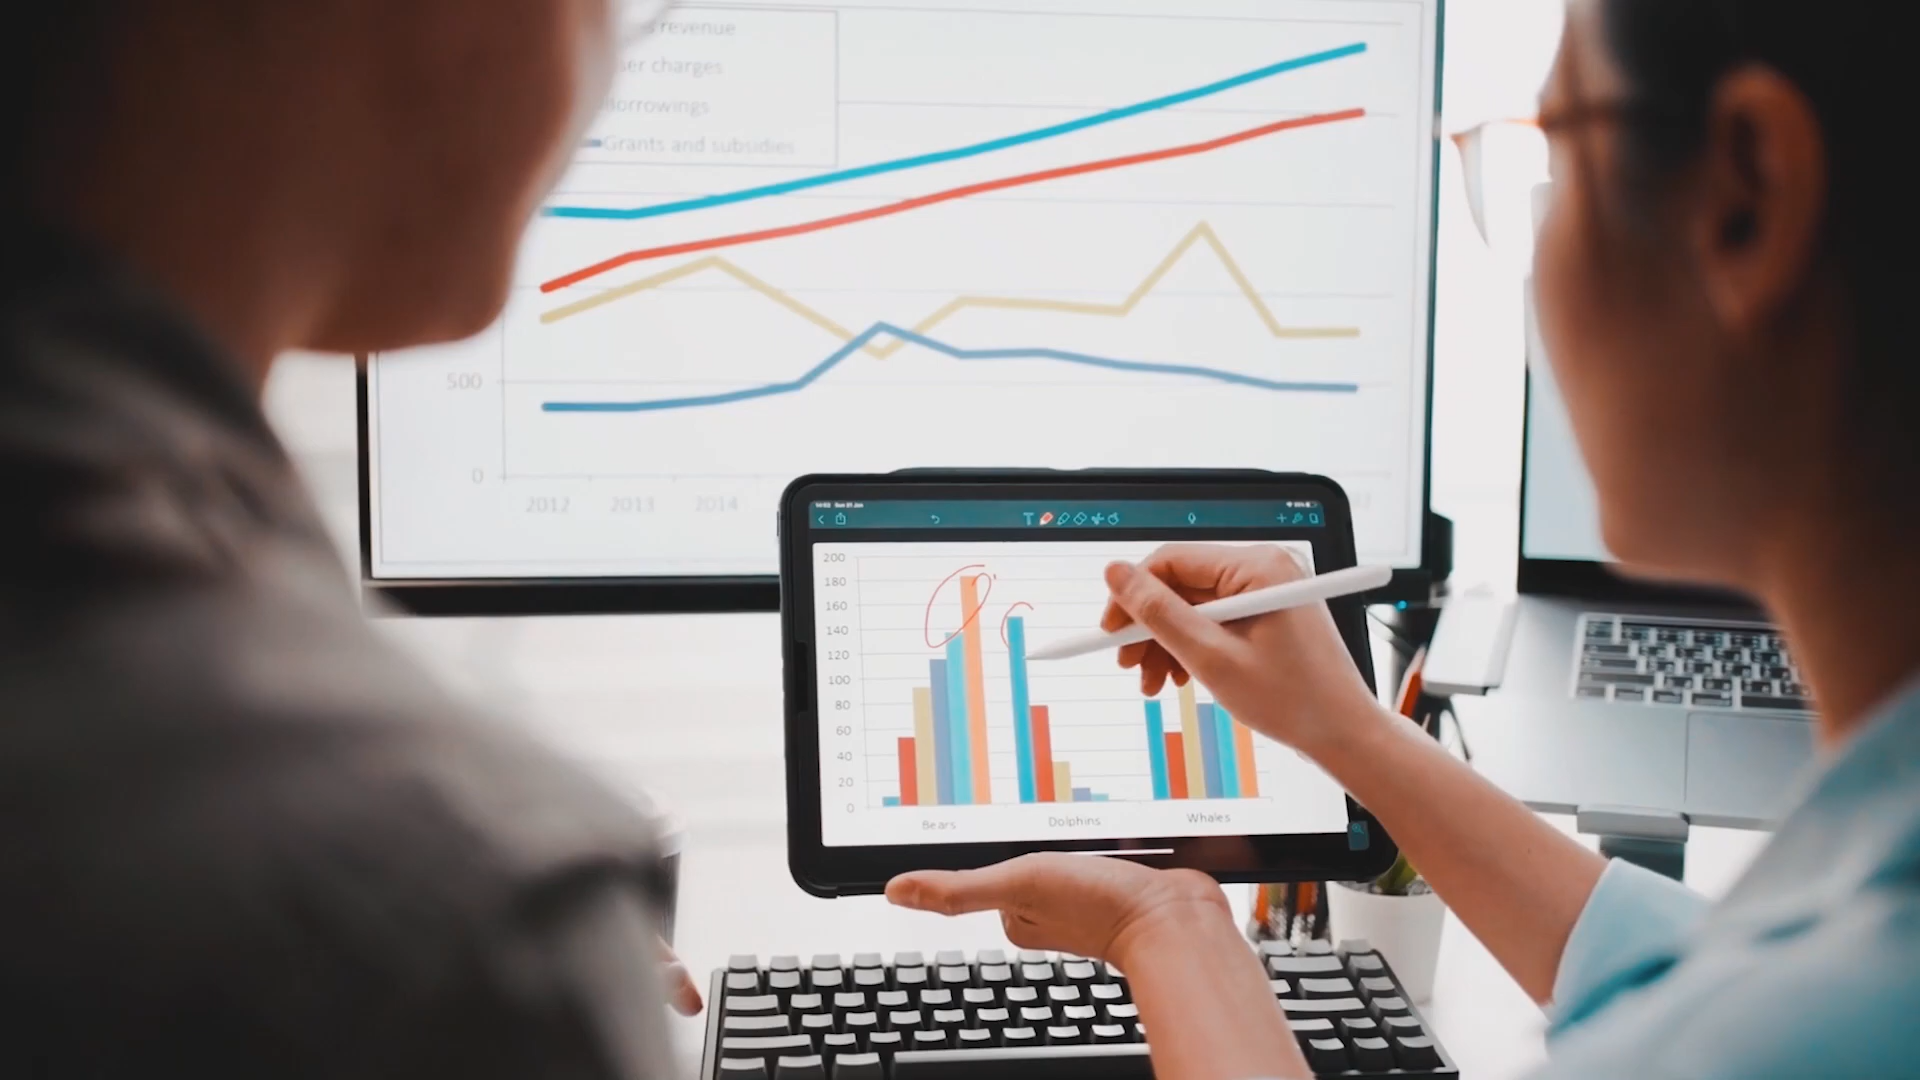 revenue
charges
Borrowings
Grants and subsidies
500
0
2012 2013 2014
200
180
160
140
120
100
80
60
40
20
0
Bears Dolphins Whales